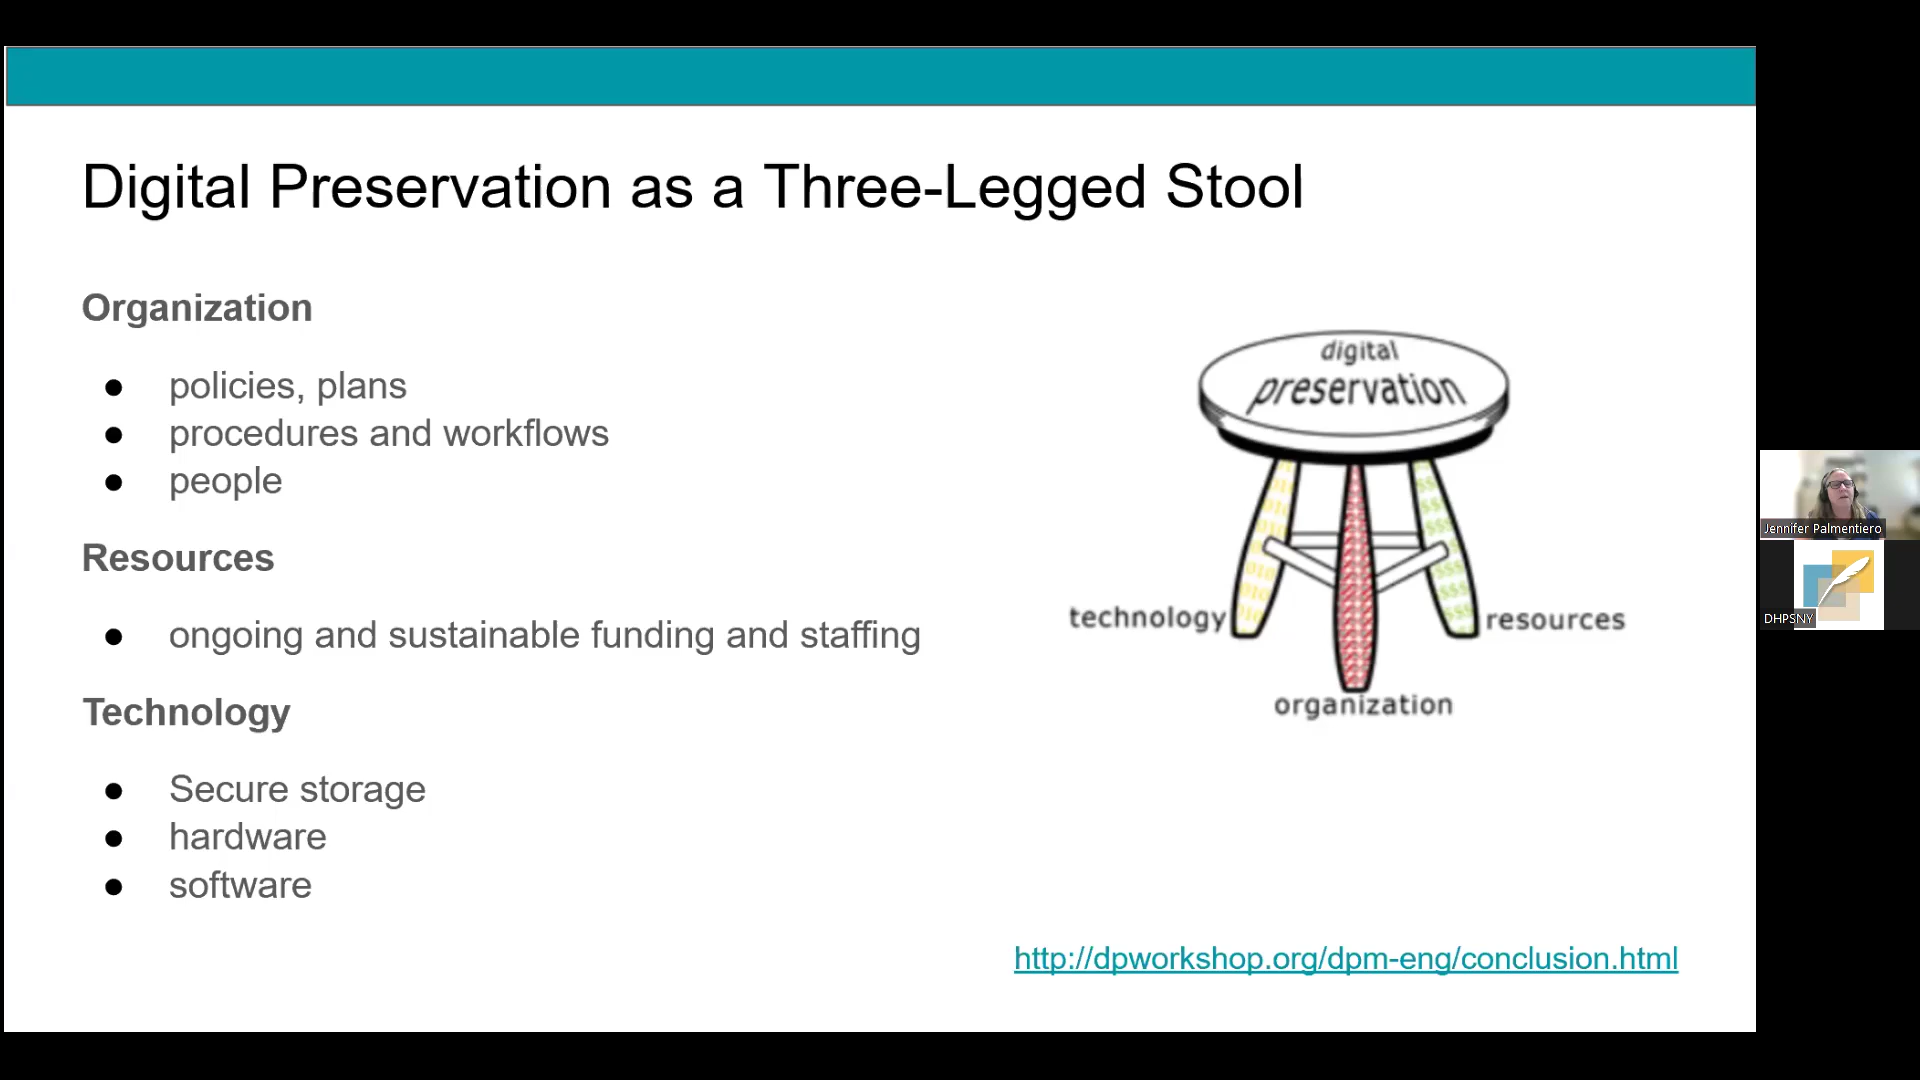 Digital Preservation as a Three-Legged Stool
Organization
● policies, plans
● procedures and workflows
● people
Resources
● ongoing and sustainable funding and staffing
Technology
● Secure storage
● hardware
● software
digital
preservation
technology
resources
organization
http://dpworkshop.org/dpm-eng/conclusion.html
Jennifer Palmentiero
DHPSNY